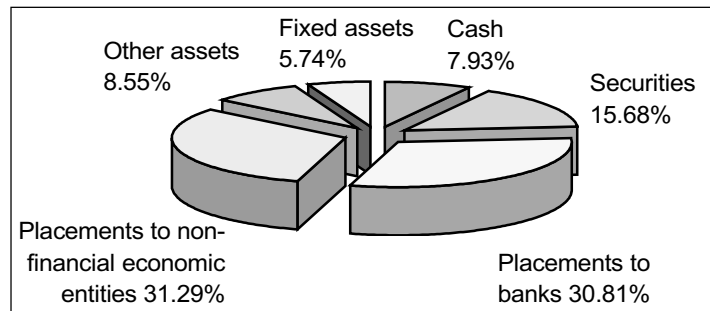 Fixed assets
5.74%
Cash
7.93%
Other assets
8.55%
Securities
15.68%
Placements to non-
financial economic
entities 31.29%
Placements to
banks 30.81%